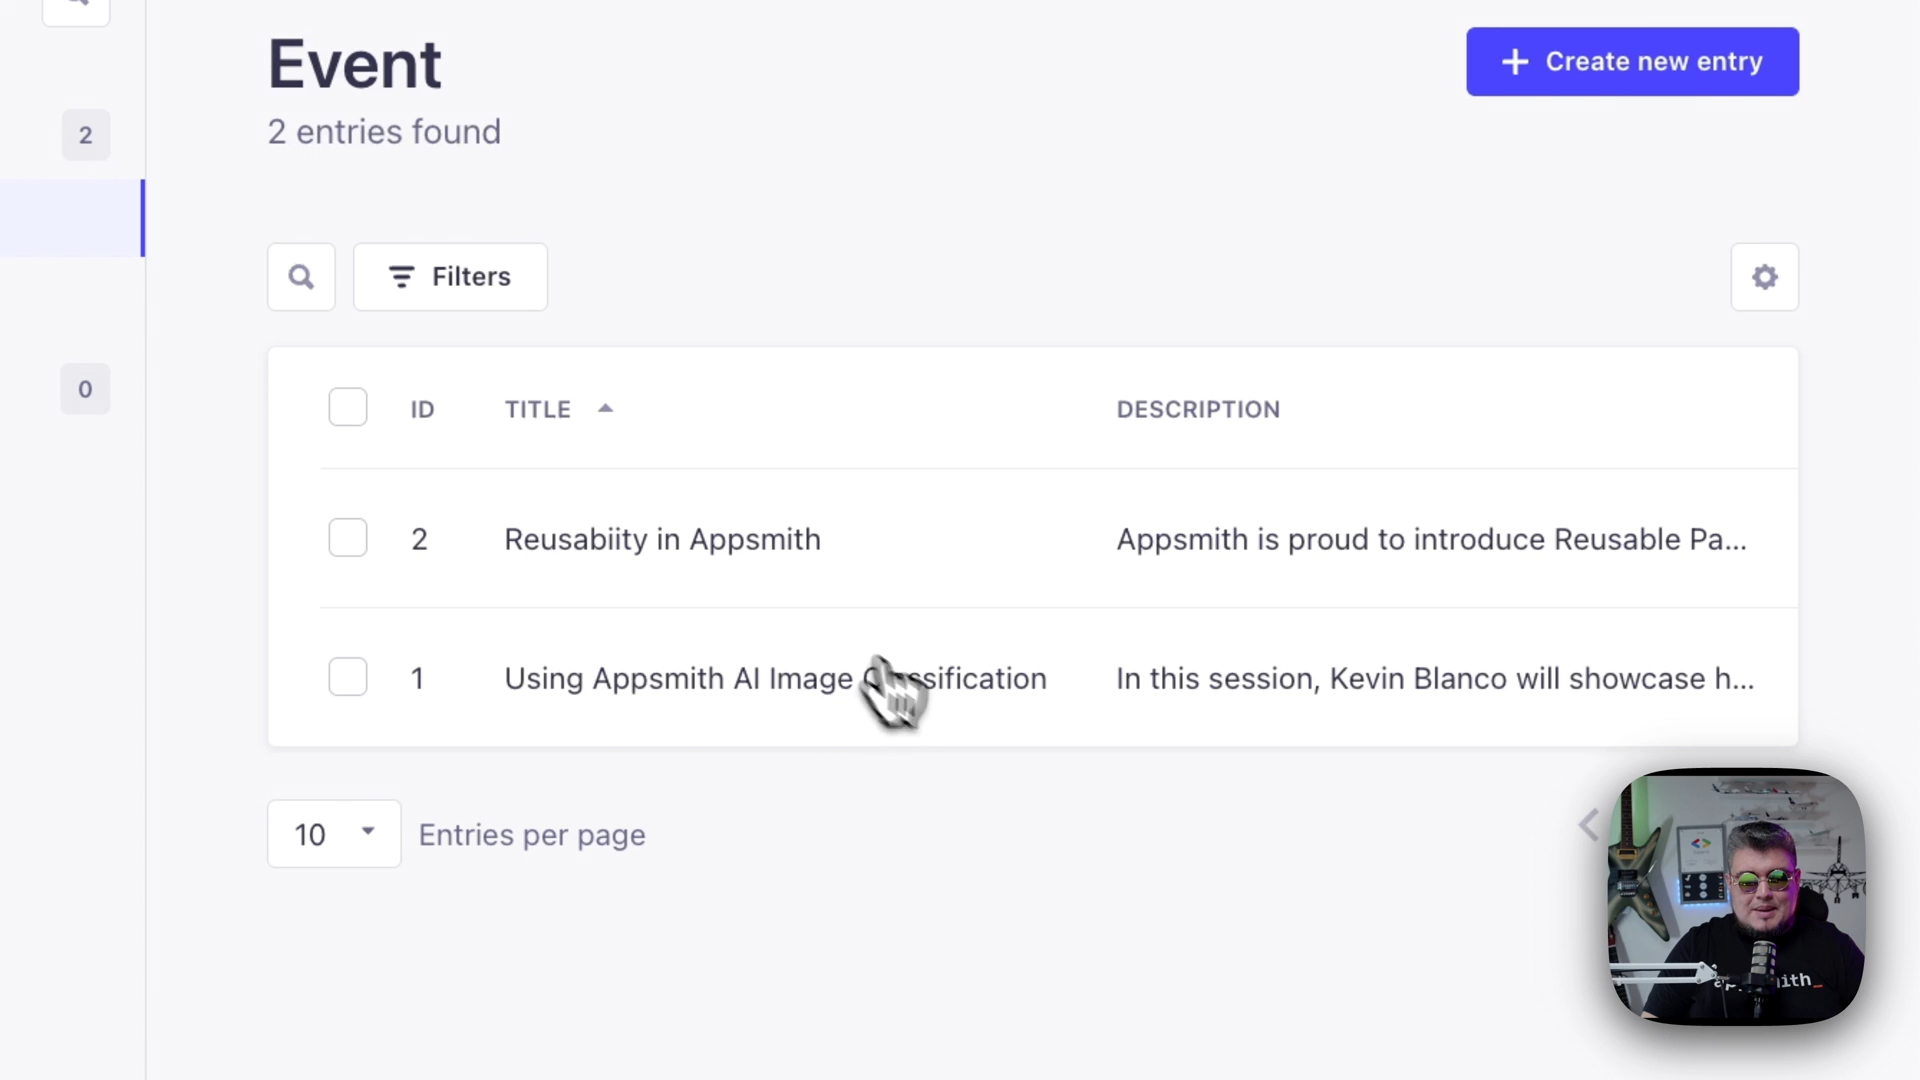 Event
+ Create new entry
2 entries found
2
Filters
0
ID TITLE DESCRIPTION
2 Reusabiity in Appsmith Appsmith is proud to introduce Reusable Pa...
1 Using Appsmith AI Image In this session, Kevin Blanco will showcase h...
10 Entries per page